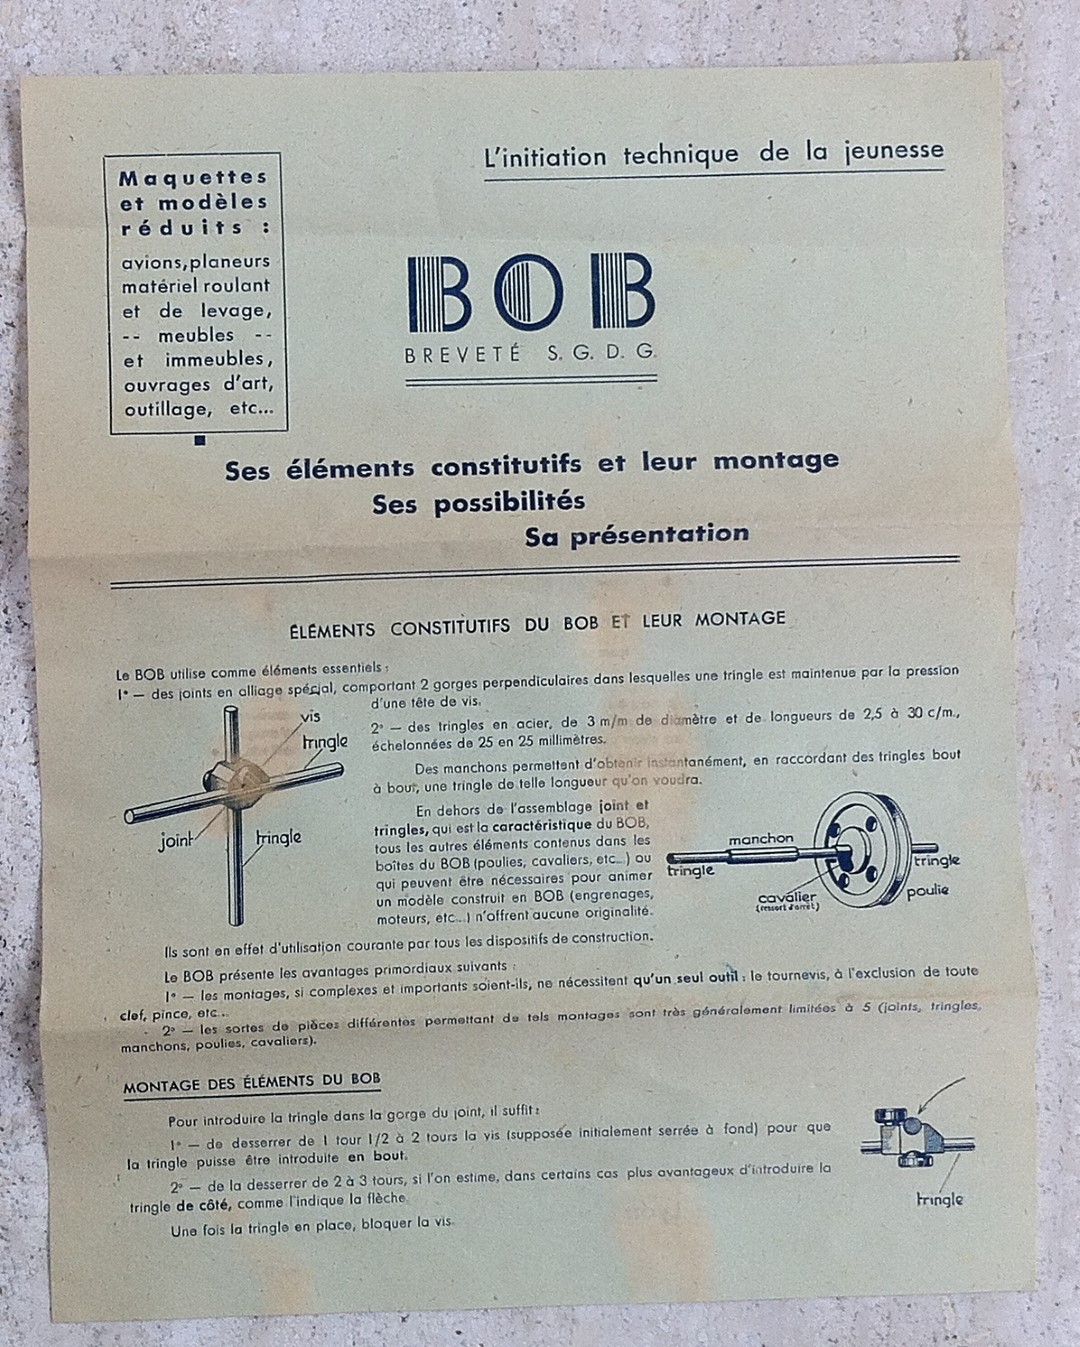 L'initiation technique de la jeunesse
Maquettes
et modèles
réduits :
avions, planeurs
matériel roulant
et de levage,
-- meubles --
et immeubles,
ouvrages d'art,
outillage, etc...
BOB
BREVETÉ S. G. D. G.
Ses éléments constitutifs et leur montage
Ses possibilités
Sa présentation
ÉLÉMENTS CONSTITUTIFS DU BOB ET LEUR MONTAGE
Le BOB utilise comme éléments essentiels :
1° — des joints en alliage spécial, comportant 2 gorges perpendiculaires dans lesquelles une tringle est maintenue par la pression
d'une tête de vis.
2° — des tringles en acier, de 3 m/m de diamètre et de longueurs de 2,5 à 30 c/m.,
échelonnées de 25 en 25 millimètres.
Des manchons permettent d'obtenir instantanément, en raccordant des tringles bout
à bout, une tringle de telle longueur qu'on voudra.
vis
tringle
joint
tringle
En dehors de l'assemblage joint et
tringles, qui est la caractéristique du BOB,
tous les autres éléments contenus dans les
boîtes du BOB (poulies, cavaliers, etc...) ou
qui peuvent être nécessaires pour animer
un modèle construit en BOB (engrenages,
moteurs, etc...) n'offrent aucune originalité.
manchon
tringle
cavalier
(ressort d'arrêt)
tringle
poulie
Ils sont en effet d'utilisation courante par tous les dispositifs de construction.
Le BOB présente les avantages primordiaux suivants :
1° — les montages, si complexes et importants soient-ils, ne nécessitent qu'un seul outil : le tournevis, à l'exclusion de toute
clef, pince, etc...
2° — les sortes de pièces différentes permettant de tels montages sont très généralement limitées à 5 (joints, tringles,
manchons, poulies, cavaliers).
MONTAGE DES ÉLÉMENTS DU BOB
Pour introduire la tringle dans la gorge du joint, il suffit :
1° — de desserrer de 1 tour 1/2 à 2 tours la vis (supposée initialement serrée à fond) pour que
la tringle puisse être introduite en bout.
2° — de la desserrer de 2 à 3 tours, si l'on estime, dans certains cas plus avantageux d'introduire la
tringle de côté, comme l'indique la flèche.
Une fois la tringle en place, bloquer la vis.
tringle